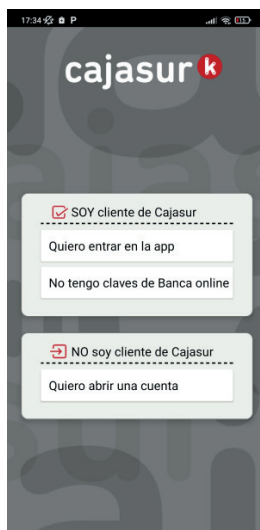 17:34 P
cajasur k
SOY cliente de Cajasur
Quiero entrar en la app
No tengo claves de Banca online
NO soy cliente de Cajasur
Quiero abrir una cuenta